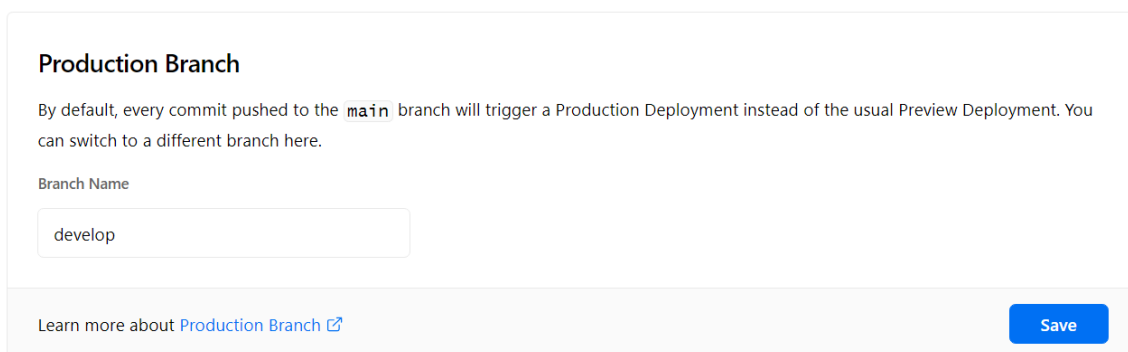 Production Branch
By default, every commit pushed to the main branch will trigger a Production Deployment instead of the usual Preview Deployment. You
can switch to a different branch here.
Branch Name
develop
Learn more about Production Branch
Save